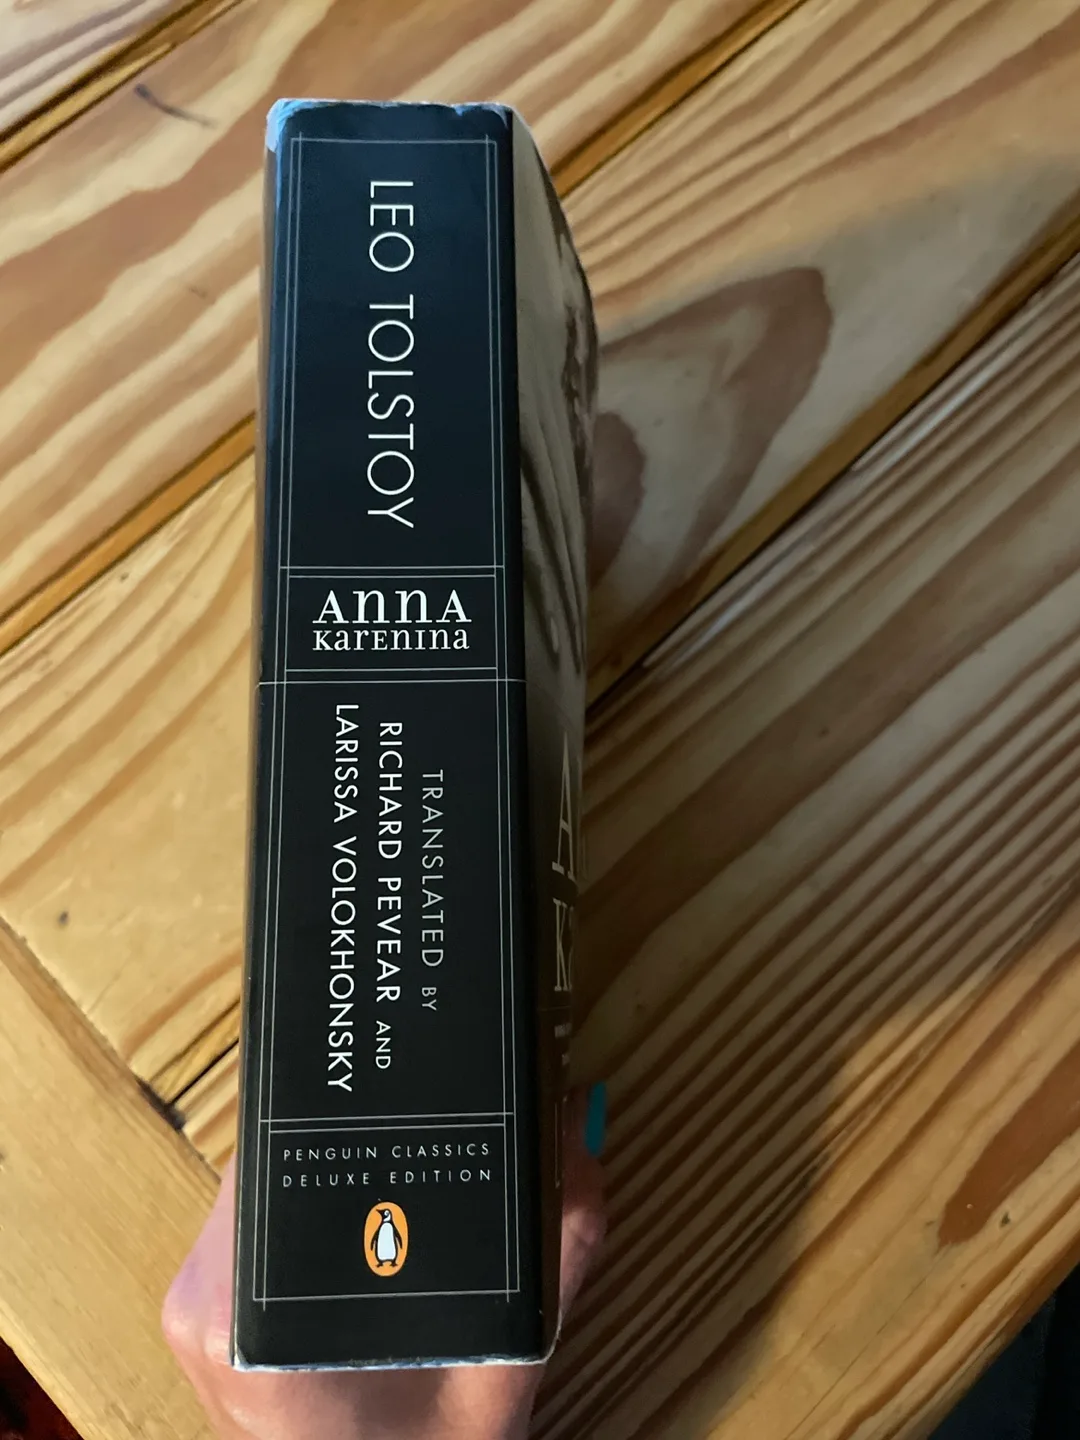 LEO TOLSTOY
Anna
Karenina
TRANSLATED BY
RICHARD PEVEAR AND
LARISSA VOLOKHONSKY
PENGUIN CLASSICS
DELUXE EDITION